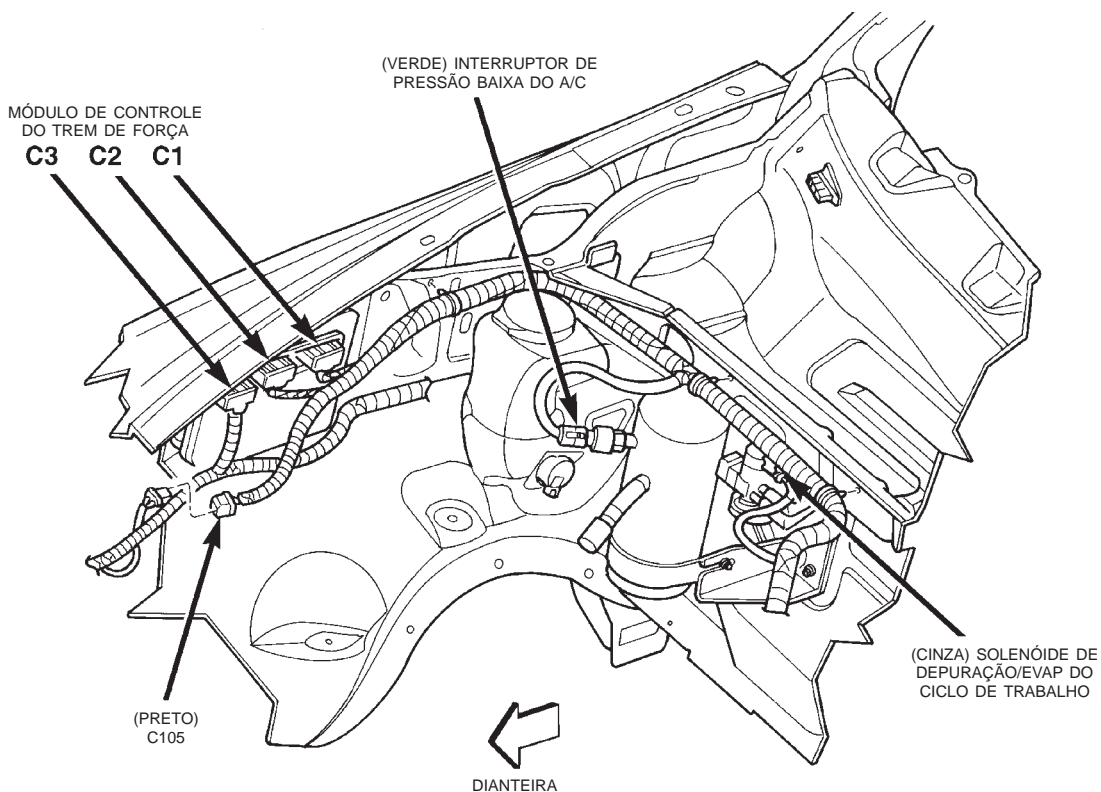 (VERDE) INTERRUPTOR DE
PRESSÃO BAIXA DO A/C
MÓDULO DE CONTROLE
DO TREM DE FORÇA
C3 C2 C1
(CINZA) SOLENÓIDE DE
DEPURAÇÃO/EVAP DO
CICLO DE TRABALHO
(PRETO)
C105
DIANTEIRA